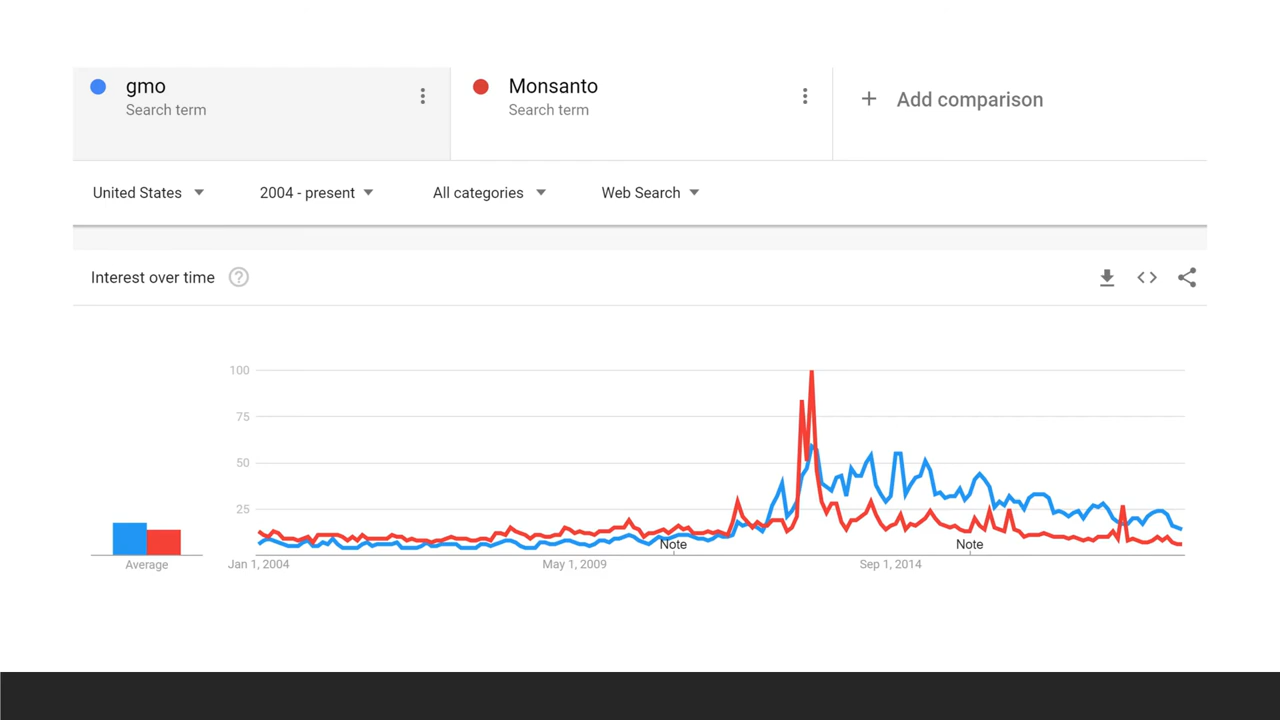 gmo
Search term
Monsanto
Search term
+ Add comparison
United States
2004 - present
All categories
Web Search
Interest over time
?
100
75
50
25
Note
Note
Average
Jan 1, 2004
May 1, 2009
Sep 1, 2014